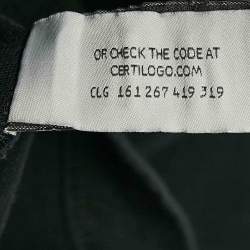 OR CHECK THE CODE AT
CERTILOGO.COM
CLG 161 267 419 319